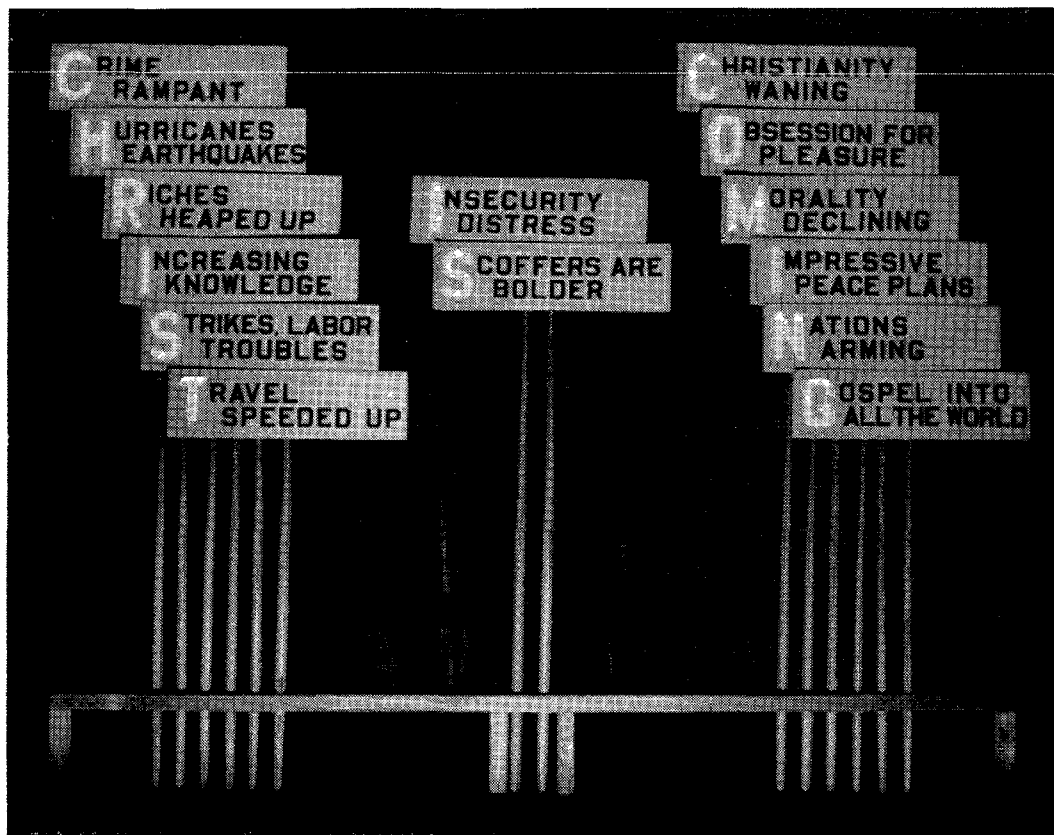 CRIME
RAMPANT
HURRICANES
EARTHQUAKES
RICHES
HEAPED UP
INCREASING
KNOWLEDGE
STRIKES, LABOR
TROUBLES
TRAVEL
SPEEDED UP
INSECURITY
DISTRESS
SCOFFERS ARE
BOLDER
CHRISTIANITY
WANING
OBSESSION FOR
PLEASURE
MORALITY
DECLINING
IMPRESSIVE
PEACE PLANS
NATIONS
ARMING
GOSPEL INTO
ALL THE WORLD